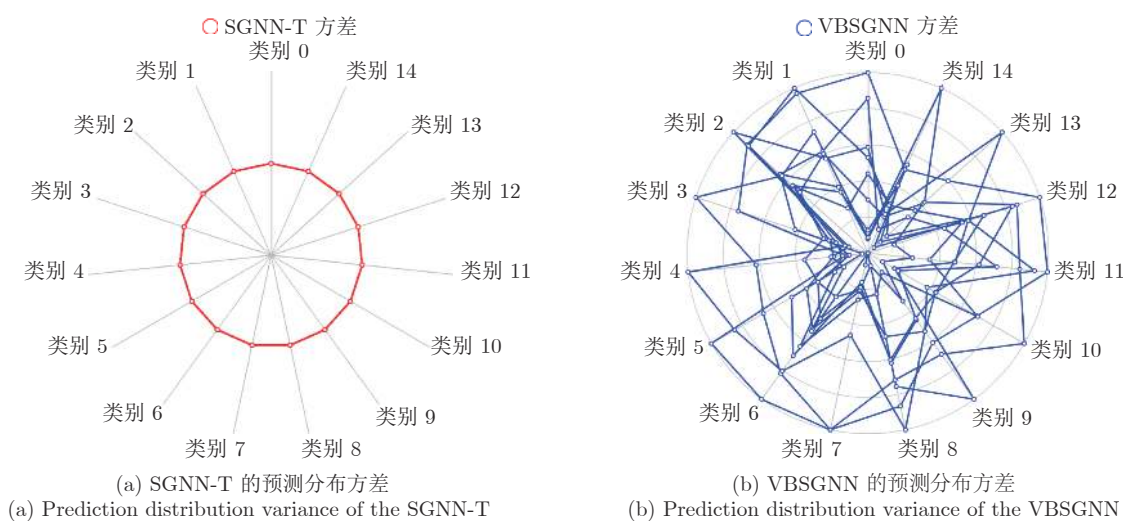 SGNN-T 方差
类别 0
类别 1
类别 14
类别 2
类别 13
类别 3
类别 12
类别 4
类别 11
类别 5
类别 10
类别 6
类别 9
类别 7
类别 8
(a) SGNN-T 的预测分布方差
(a) Prediction distribution variance of the SGNN-T
VBSGNN 方差
类别 0
类别 1
类别 14
类别 2
类别 13
类别 3
类别 12
类别 4
类别 11
类别 5
类别 10
类别 6
类别 9
类别 7
类别 8
(b) VBSGNN 的预测分布方差
(b) Prediction distribution variance of the VBSGNN